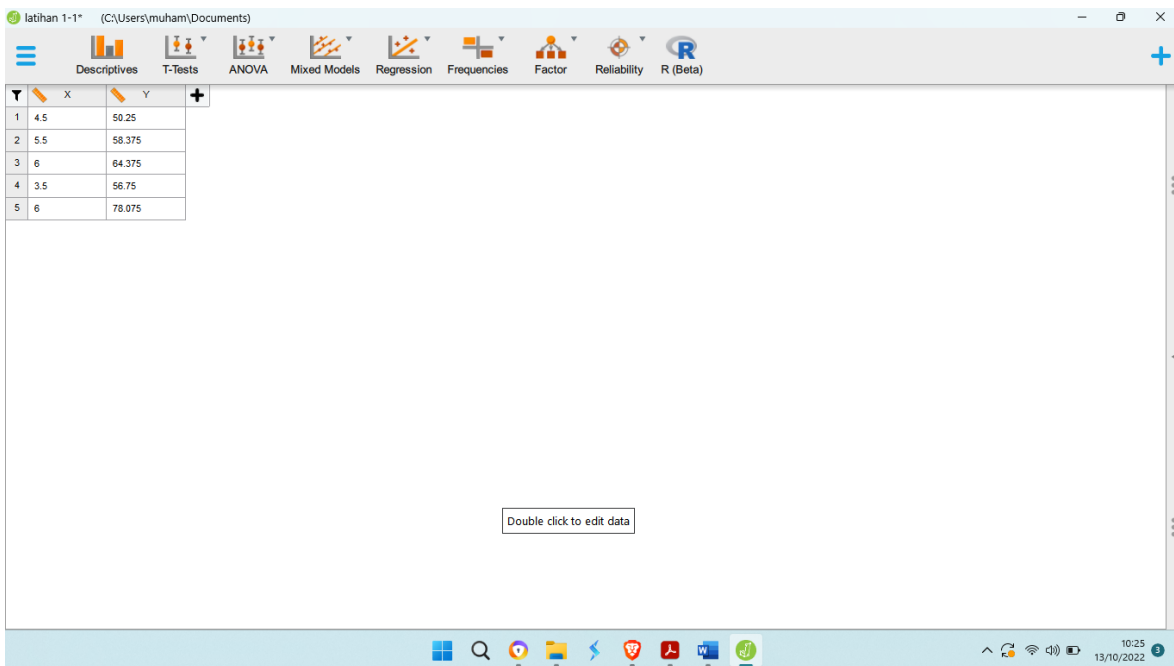 latihan 1-1* (C:\Users\muham\Documents)
Descriptives T-Tests ANOVA Mixed Models Regression Frequencies Factor Reliability R (Beta)
X Y
1 4.5 50.25
2 5.5 58.375
3 6 64.375
4 3.5 56.75
5 6 78.075
Double click to edit data
10:25
13/10/2022 3